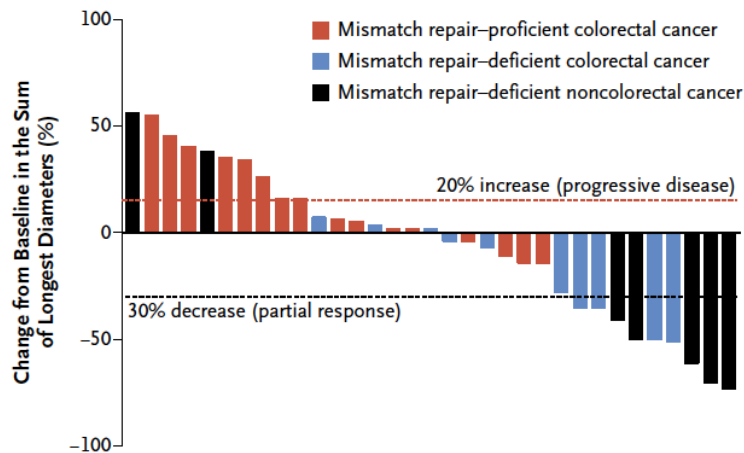 100
Mismatch repair–proficient colorectal cancer
Mismatch repair–deficient colorectal cancer
Mismatch repair–deficient noncolorectal cancer
50
20% increase (progressive disease)
0
30% decrease (partial response)
−50
−100
Change from Baseline in the Sum
of Longest Diameters (%)